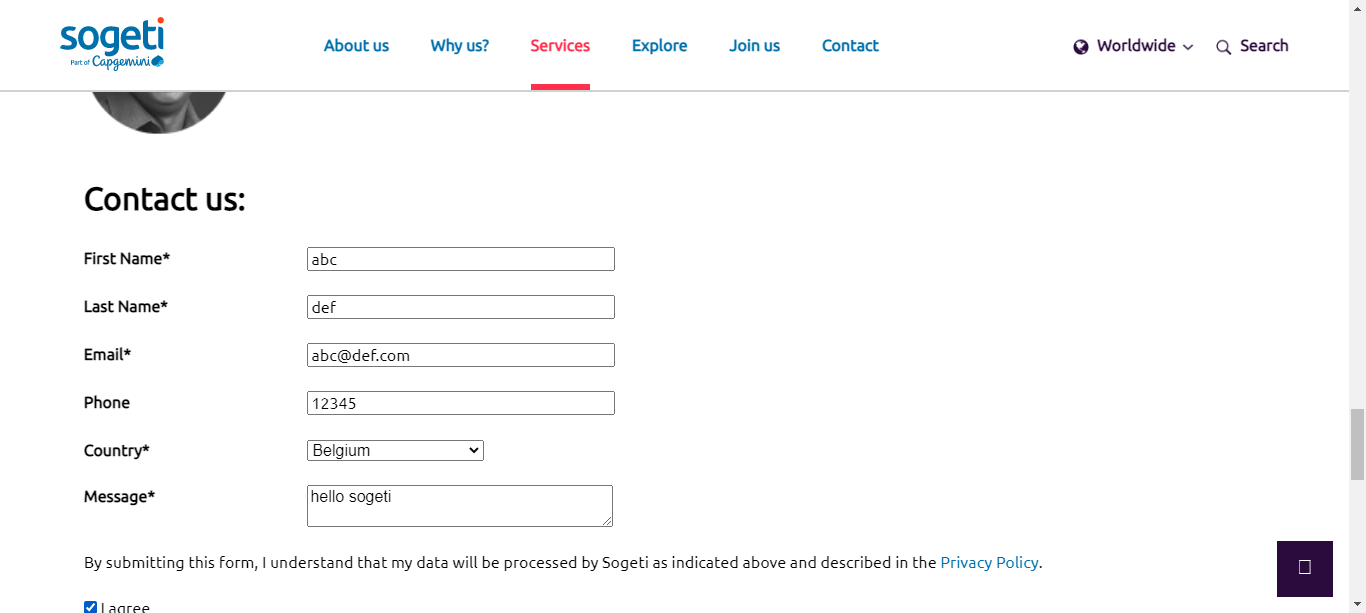 sogeti
Part of Capgemini
About us Why us? Services Explore Join us Contact Worldwide Search
Contact us:
First Name* abc
Last Name* def
Email* abc@def.com
Phone 12345
Country* Belgium
Message* hello sogeti
By submitting this form, I understand that my data will be processed by Sogeti as indicated above and described in the Privacy Policy.
I agree